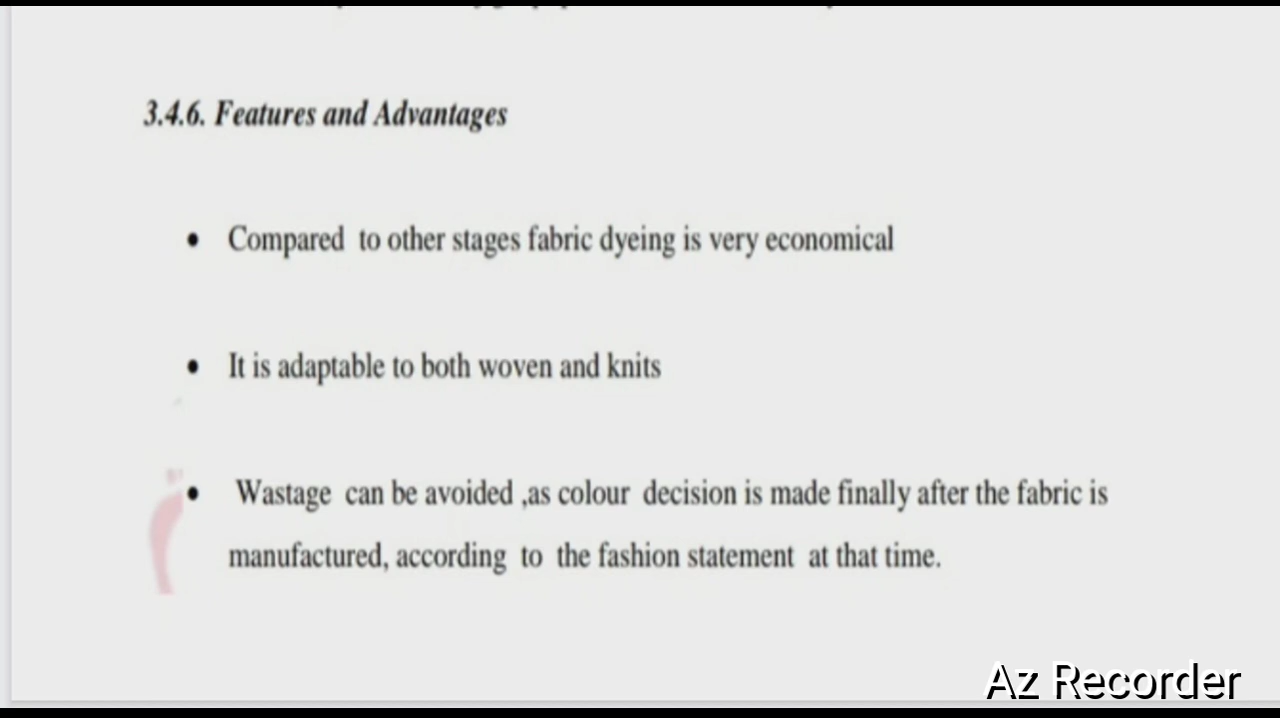 3.4.6. Features and Advantages
• Compared to other stages fabric dyeing is very economical
• It is adaptable to both woven and knits
• Wastage can be avoided ,as colour decision is made finally after the fabric is
manufactured, according to the fashion statement at that time.
Az Recorder